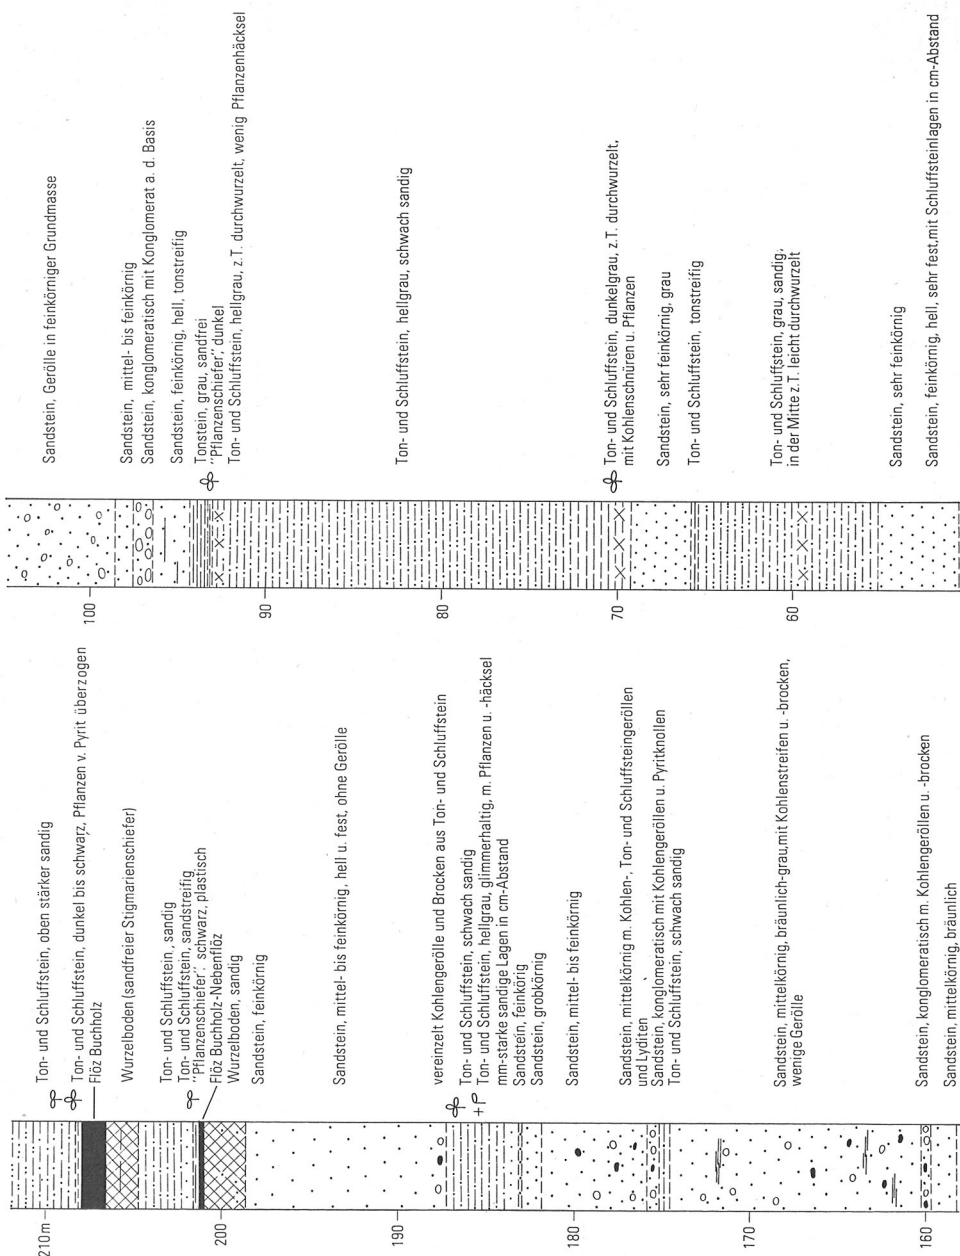 210m
200
190
180
170
160
Ton- und Schluffstein, oben stärker sandig
Ton- und Schluffstein, dunkel bis schwarz, Pflanzen v. Pyrit überzogen
Flöz Buchholz
Wurzelboden (sandfreier Stigmarienschiefer)
Ton- und Schluffstein, sandig
Ton- und Schluffstein, sandstreifig
"Pflanzenschiefer". schwarz, plastisch
Flöz Buchholz-Nebenflöz
Wurzelboden, sandig
Sandstein, feinkörnig
Sandstein, mittel- bis feinkörnig, hell u. fest, ohne Gerölle
vereinzelt Kohlengerölle und Brocken aus Ton- und Schluffstein
+P
Ton- und Schluffstein, schwach sandig
Ton- und Schluffstein, hellgrau, glimmerhaltig, m. Pflanzen u. -häcksel
mm-starke sandige Lagen in cm-Abstand
Sandstein, feinkörig
Sandstein, grobkörnig
Sandstein, mittel- bis feinkörnig
Sandstein, mittelkörnig m. Kohlen-, Ton- und Schluffsteingeröllen
und Lyditen
Sandstein, konglomeratisch mit Kohlengeröllen u. Pyritknollen
Ton- und Schluffstein, schwach sandig
Sandstein, mittelkörnig, bräunlich-grau,mit Kohlenstreifen u. -brocken,
wenige Gerölle
Sandstein, konglomeratisch m. Kohlengeröllen u. -brocken
Sandstein, mittelkörnig, bräunlich
100
90
80
70
60
Sandstein, Gerölle in feinkörniger Grundmasse
Sandstein, mittel- bis feinkörnig
Sandstein, konglomeratisch mit Konglomerat a. d. Basis
Sandstein, feinkörnig, hell, tonstreifig
Tonstein, grau, sandfrei
"Pflanzenschiefer", dunkel
Ton- und Schluffstein, hellgrau, z.T. durchwurzelt, wenig Pflanzenhäcksel
Ton- und Schluffstein, hellgrau, schwach sandig
Ton- und Schluffstein, dunkelgrau, z.T. durchwurzelt,
mit Kohlenschnüren u. Pflanzen
Sandstein, sehr feinkörnig, grau
Ton- und Schluffstein, tonstreifig
Ton- und Schluffstein, grau, sandig,
in der Mitte z.T. leicht durchwurzelt
Sandstein, sehr feinkörnig
Sandstein, feinkörnig, hell, sehr fest,mit Schluffsteinlagen in cm-Abstand